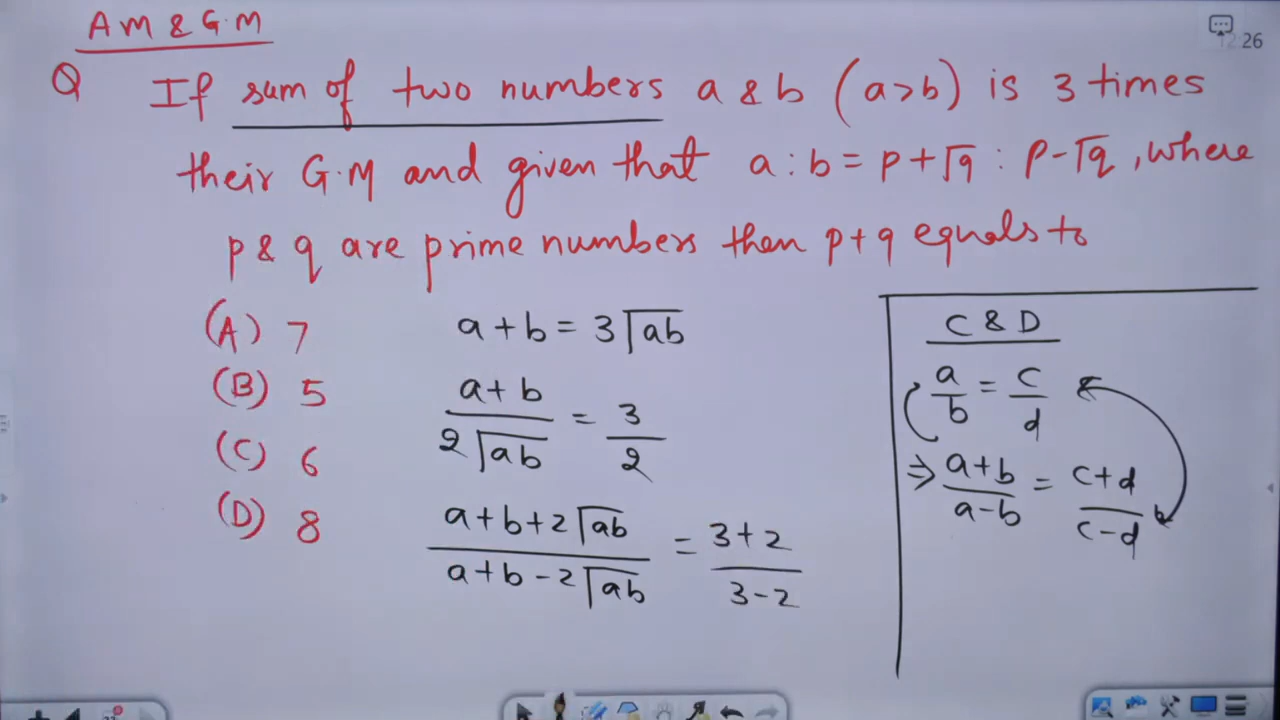 AM & G.M
12:26
Q If sum of two numbers a & b (a>b) is 3 times
their G.M and given that a : b = p+√q : p-√q, where
p & q are prime numbers then p+q equals to
(A) 7
(B) 5
(C) 6
(D) 8
a+b = 3√ab
a+b / 2√ab = 3/2
a+b+2√ab / a+b-2√ab = 3+2 / 3-2
C & D
a/b = c/d
⇒ a+b / a-b = c+d / c-d